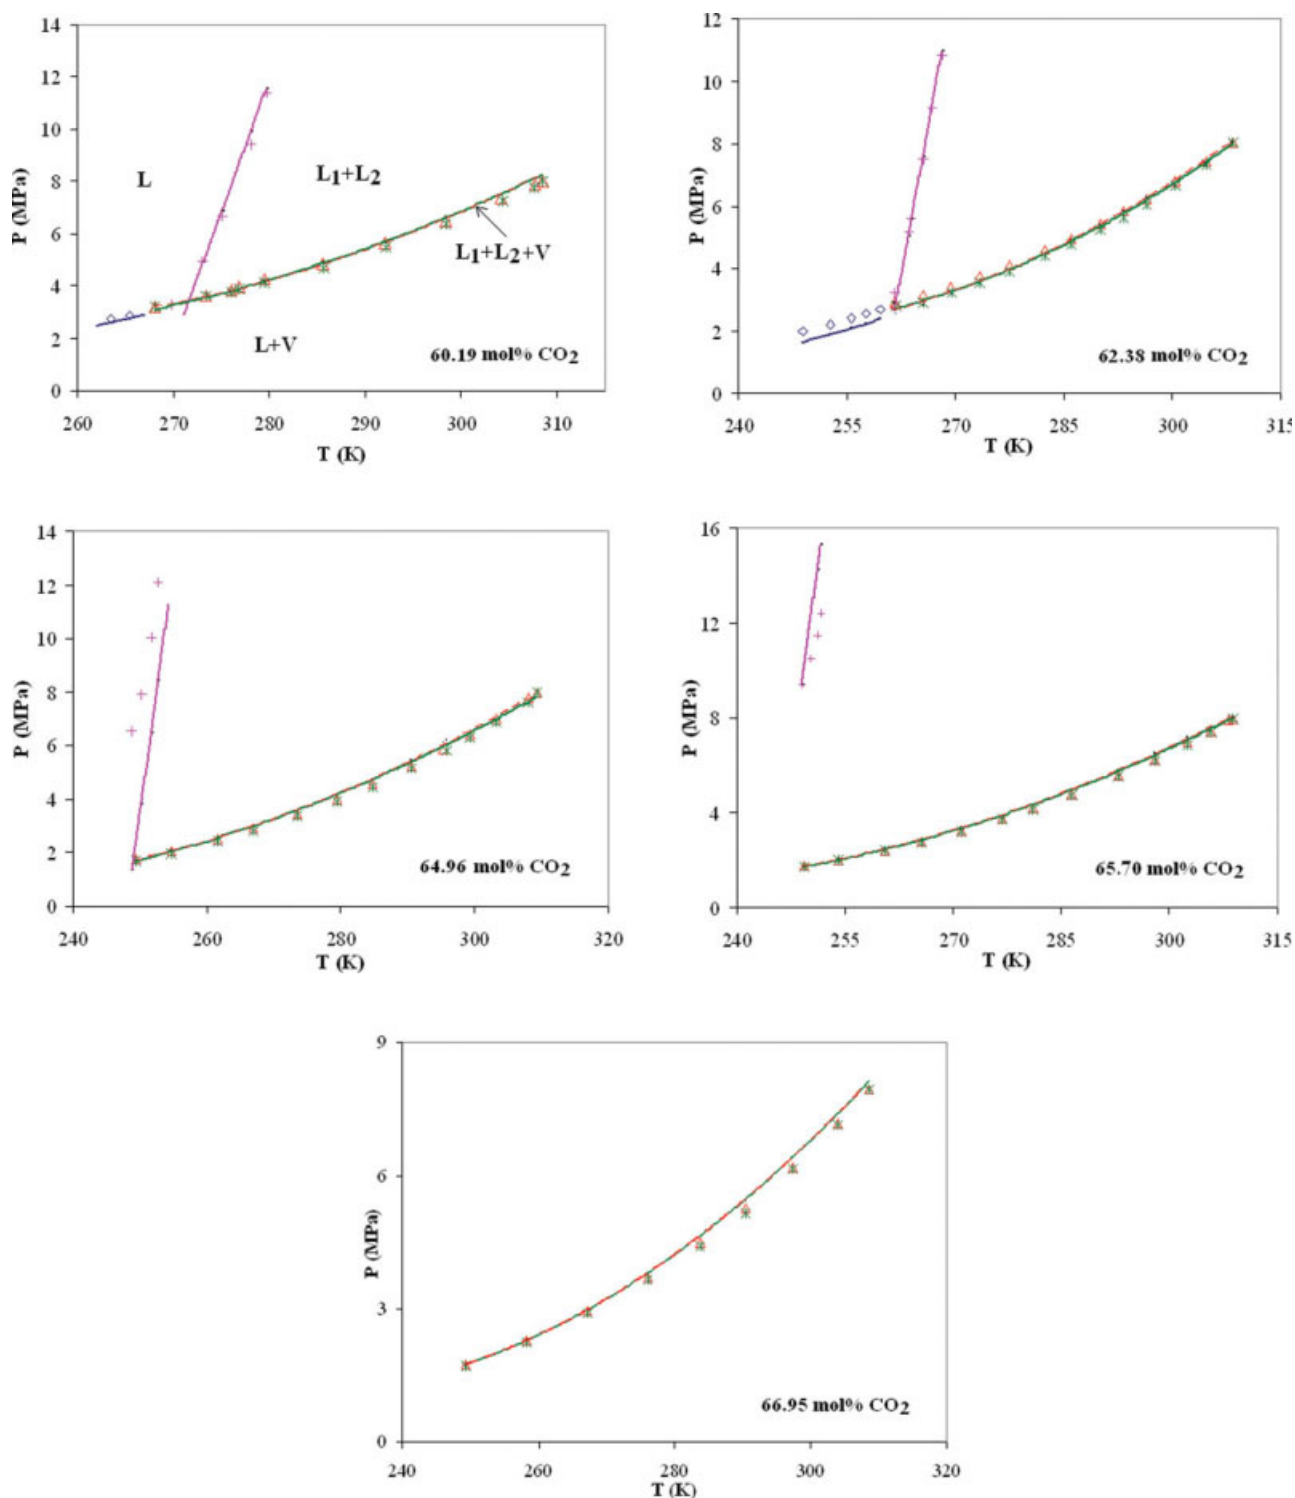 14
12
10
8
6
4
2
0
P (MPa)
L
L1+L2
L1+L2+V
L+V
60.19 mol% CO2
260 270 280 290 300 310
T (K)
12
10
8
6
4
2
0
P (MPa)
62.38 mol% CO2
240 255 270 285 300 315
T (K)
14
12
10
8
6
4
2
0
P (MPa)
64.96 mol% CO2
240 260 280 300 320
T (K)
16
12
8
4
0
P (MPa)
65.70 mol% CO2
240 255 270 285 300 315
T (K)
9
6
3
0
P (MPa)
66.95 mol% CO2
240 260 280 300 320
T (K)